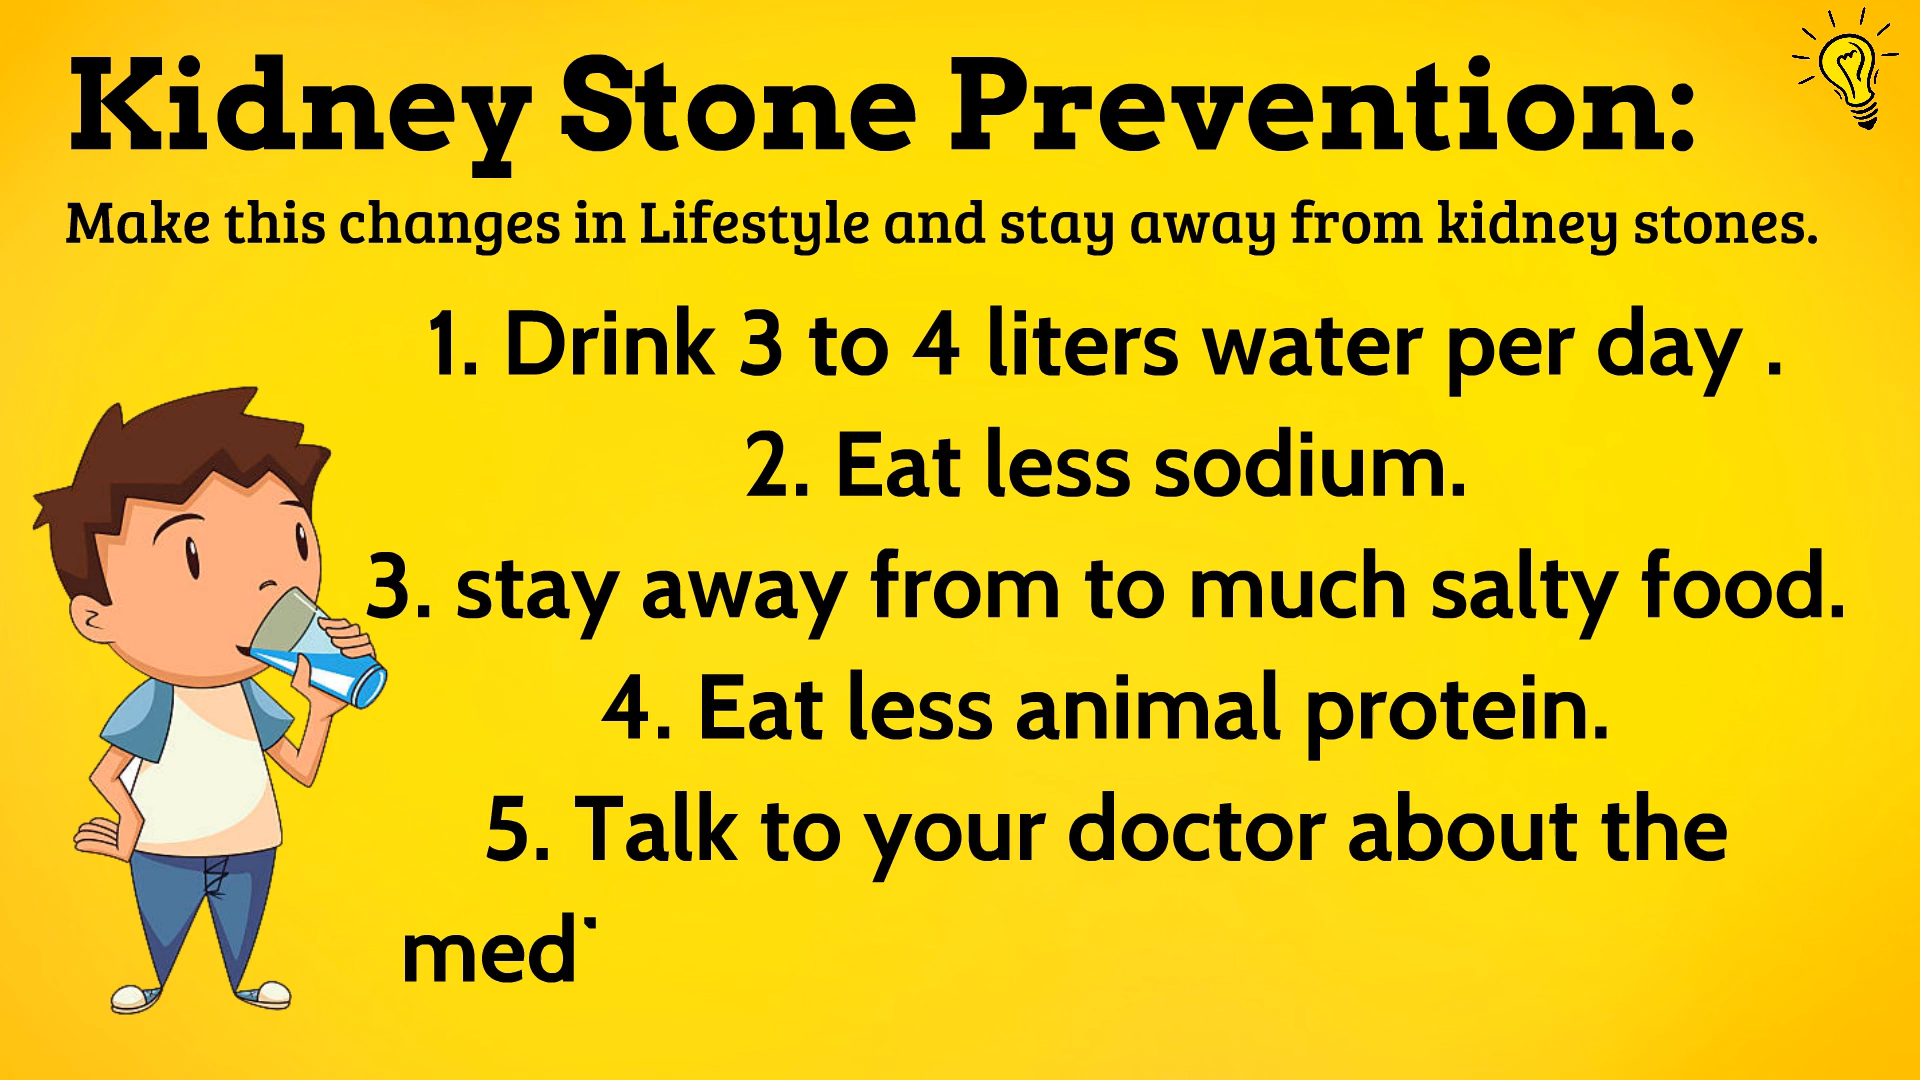 Kidney Stone Prevention:
Make this changes in Lifestyle and stay away from kidney stones.
1. Drink 3 to 4 liters water per day .
2. Eat less sodium.
3. stay away from to much salty food.
4. Eat less animal protein.
5. Talk to your doctor about the
med